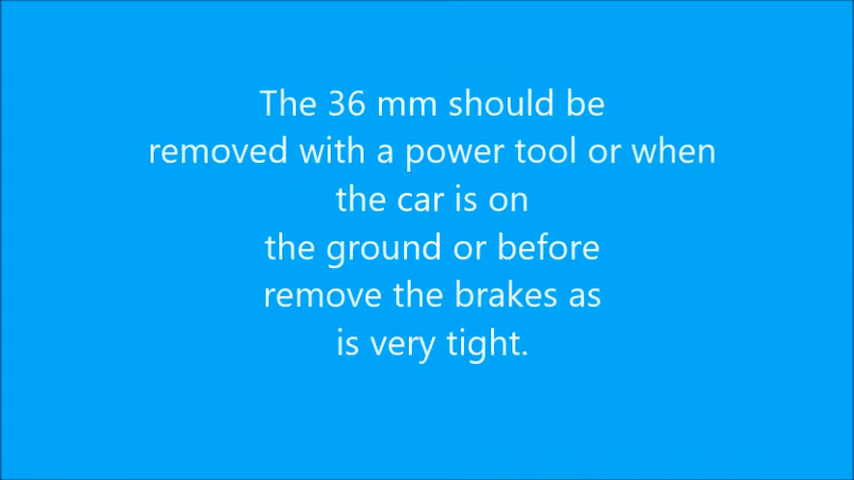 The 36 mm should be
removed with a power tool or when
the car is on
the ground or before
remove the brakes as
is very tight.